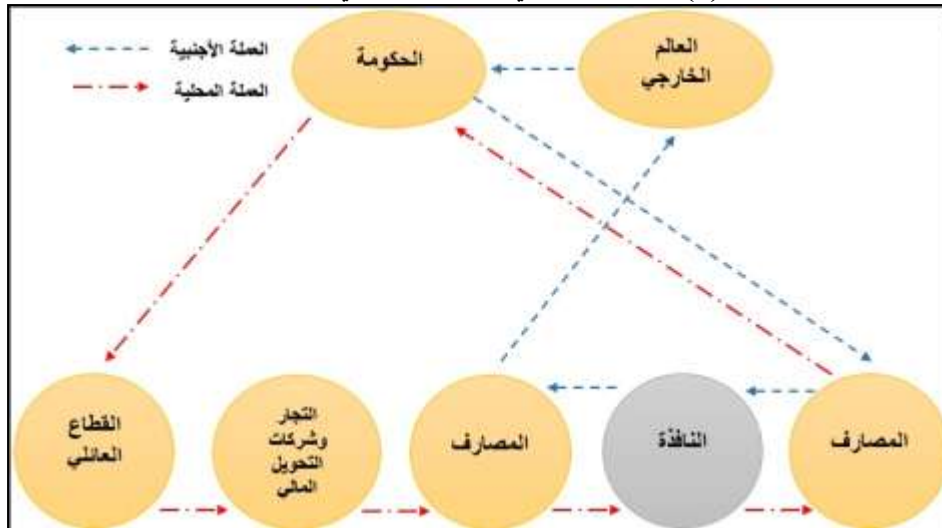 العملة الأجنبية
العملة المحلية
الحكومة
العالم
الخارجي
القطاع
العائلي
التجار
وشركات
التحويل
المالي
المصارف
النافذة
المصارف